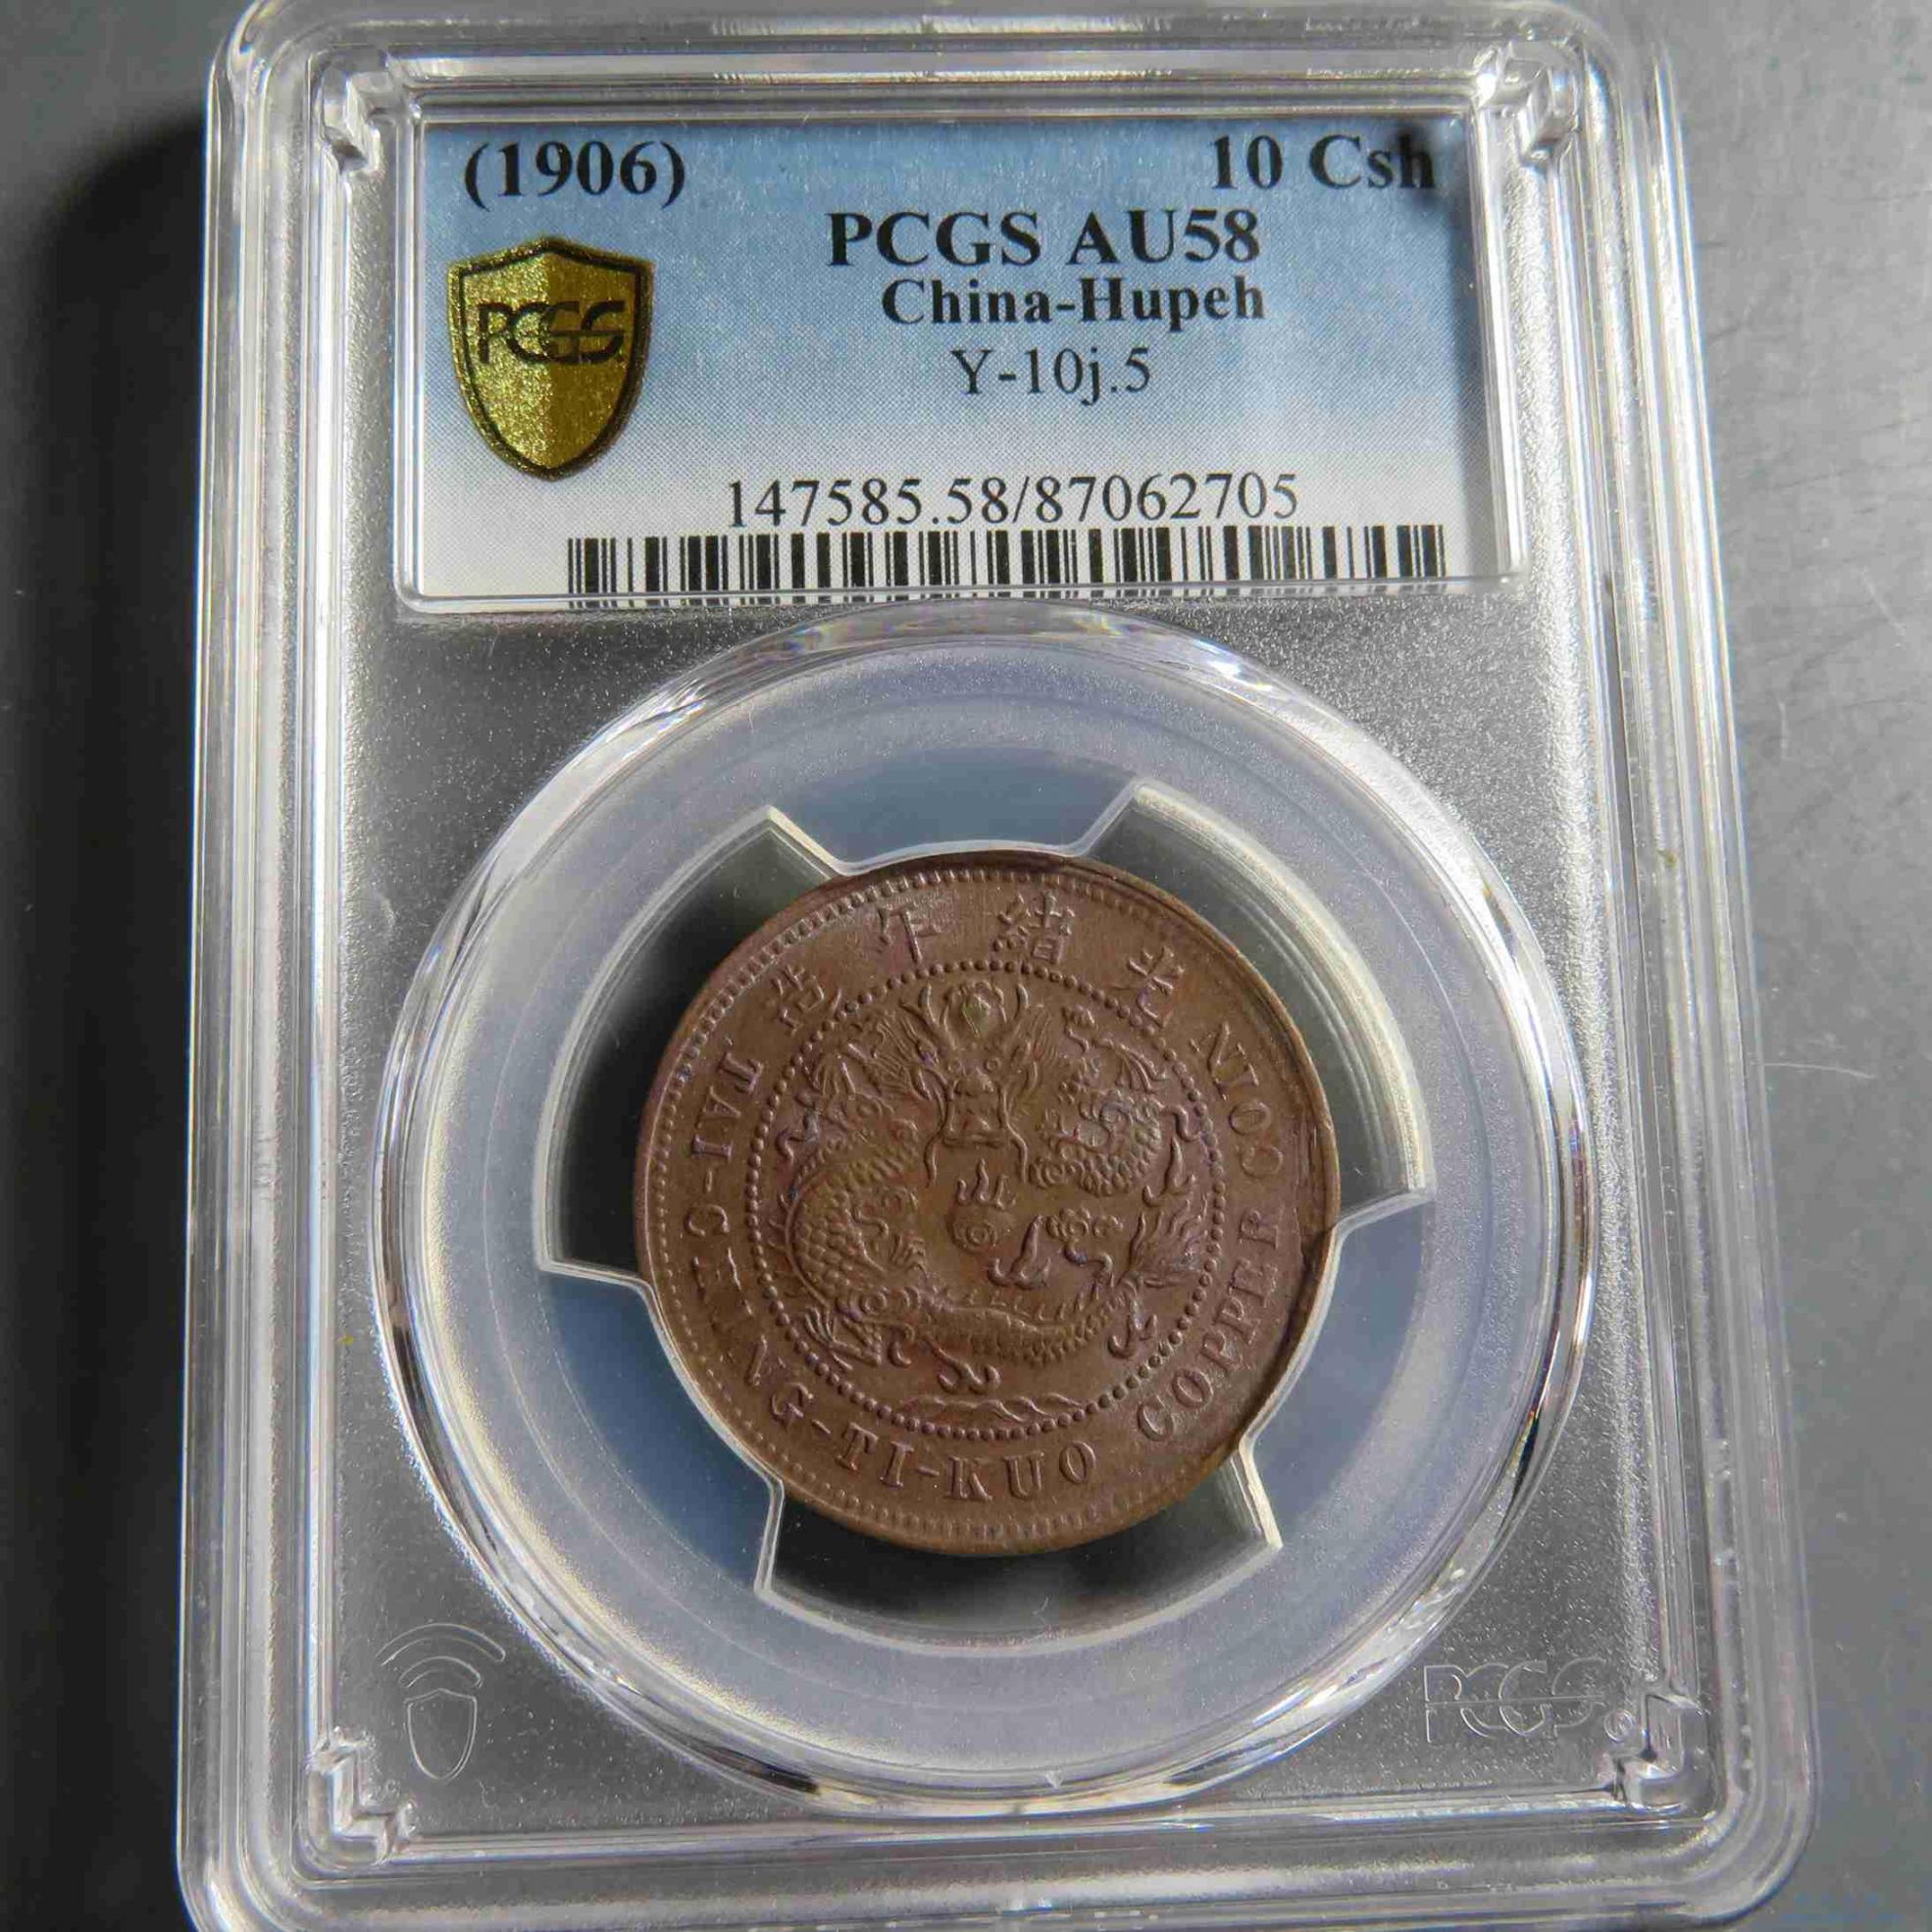 (1906) 10 Csh
PCGS AU58
China-Hupeh
PCGS
Y-10j.5
147585.58/87062705
造年緒光
TAI-CHING-TI-KUO COPPER COIN
PCGS